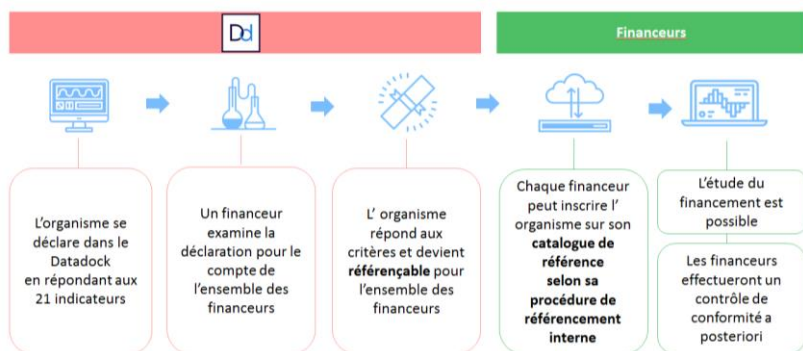 Dd
Financeurs
L'organisme se
déclare dans le
Datadock
en répondant aux
21 indicateurs
Un financeur
examine la
déclaration pour le
compte de
l'ensemble des
financeurs
L' organisme
répond aux
critères et devient
référençable pour
l'ensemble des
financeurs
Chaque financeur
peut inscrire l'
organisme sur son
catalogue de
référence
selon sa
procédure de
référencement
interne
L'étude du
financement est
possible
Les financeurs
effectueront un
contrôle de
conformité a
posteriori